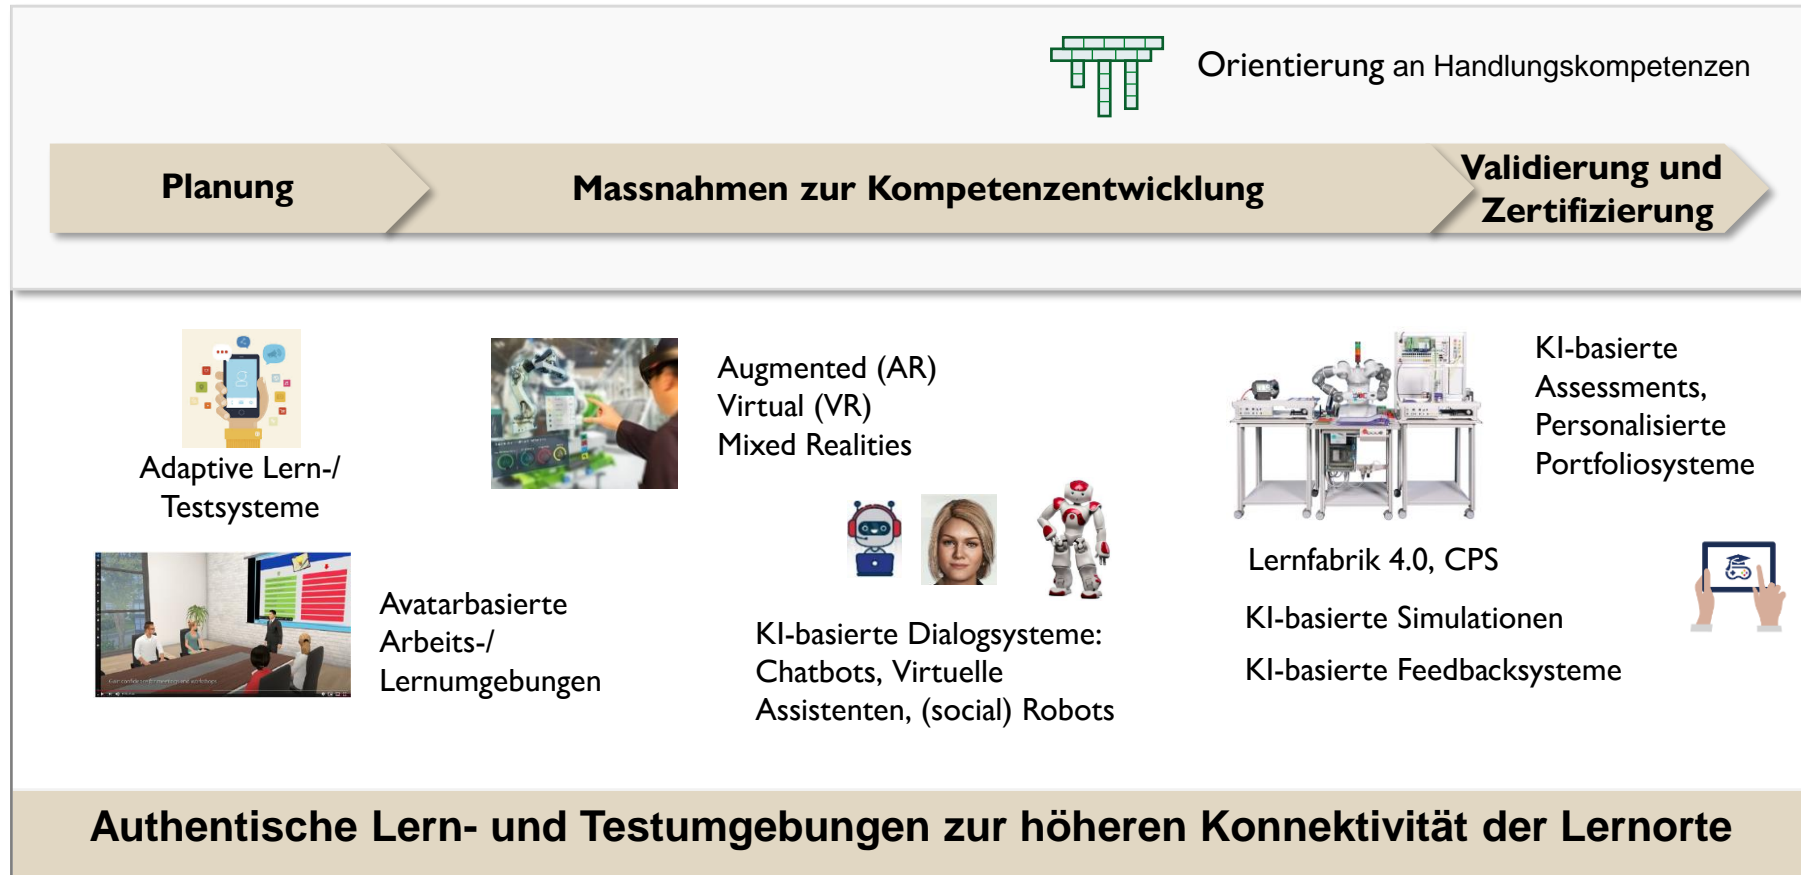 Orientierung an Handlungskompetenzen
Planung
Massnahmen zur Kompetenzentwicklung
Validierung und
Zertifizierung
Adaptive Lern-/
Testsysteme
Augmented (AR)
Virtual (VR)
Mixed Realities
KI-basierte
Assessments,
Personalisierte
Portfoliosysteme
Avatarbasierte
Arbeits-/
Lernumgebungen
KI-basierte Dialogsysteme:
Chatbots, Virtuelle
Assistenten, (social) Robots
Lernfabrik 4.0, CPS
KI-basierte Simulationen
KI-basierte Feedbacksysteme
Authentische Lern- und Testumgebungen zur höheren Konnektivität der Lernorte